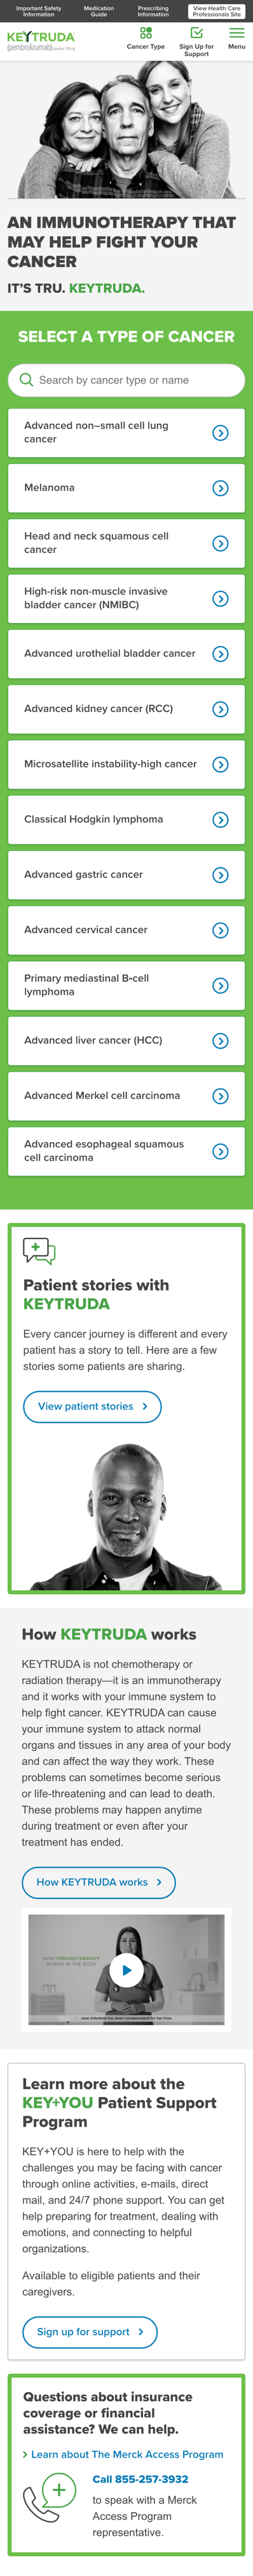 Important Safety
Information
Medication
Guide
Prescribing
Information
View Health Care
Professionals Site
KEYTRUDA
(pembrolizumab)
Cancer Type
Sign Up for
Support
Menu
AN IMMUNOTHERAPY THAT
MAY HELP FIGHT YOUR
CANCER
IT'S TRU. KEYTRUDA.
SELECT A TYPE OF CANCER
Search by cancer type or name
Advanced non–small cell lung
cancer
Melanoma
Head and neck squamous cell
cancer
High-risk non-muscle invasive
bladder cancer (NMIBC)
Advanced urothelial bladder cancer
Advanced kidney cancer (RCC)
Microsatellite instability-high cancer
Classical Hodgkin lymphoma
Advanced gastric cancer
Advanced cervical cancer
Primary mediastinal B-cell
lymphoma
Advanced liver cancer (HCC)
Advanced Merkel cell carcinoma
Advanced esophageal squamous
cell carcinoma
Patient stories with
KEYTRUDA
Every cancer journey is different and every
patient has a story to tell. Here are a few
stories some patients are sharing.
View patient stories
How KEYTRUDA works
KEYTRUDA is not chemotherapy or
radiation therapy—it is an immunotherapy
and it works with your immune system to
help fight cancer. KEYTRUDA can cause
your immune system to attack normal
organs and tissues in any area of your body
and can affect the way they work. These
problems can sometimes become serious
or life-threatening and can lead to death.
These problems may happen anytime
during treatment or even after your
treatment has ended.
How KEYTRUDA works
HOW IMMUNOTHERAPY
WORKS IN THE BODY
has been compensated for her time.
Learn more about the
KEY+YOU Patient Support
Program
KEY+YOU is here to help with the
challenges you may be facing with cancer
through online activities, e-mails, direct
mail, and 24/7 phone support. You can get
help preparing for treatment, dealing with
emotions, and connecting to helpful
organizations.
Available to eligible patients and their
caregivers.
Sign up for support
Questions about insurance
coverage or financial
assistance? We can help.
Learn about The Merck Access Program
Call 855-257-3932
to speak with a Merck
Access Program
representative.